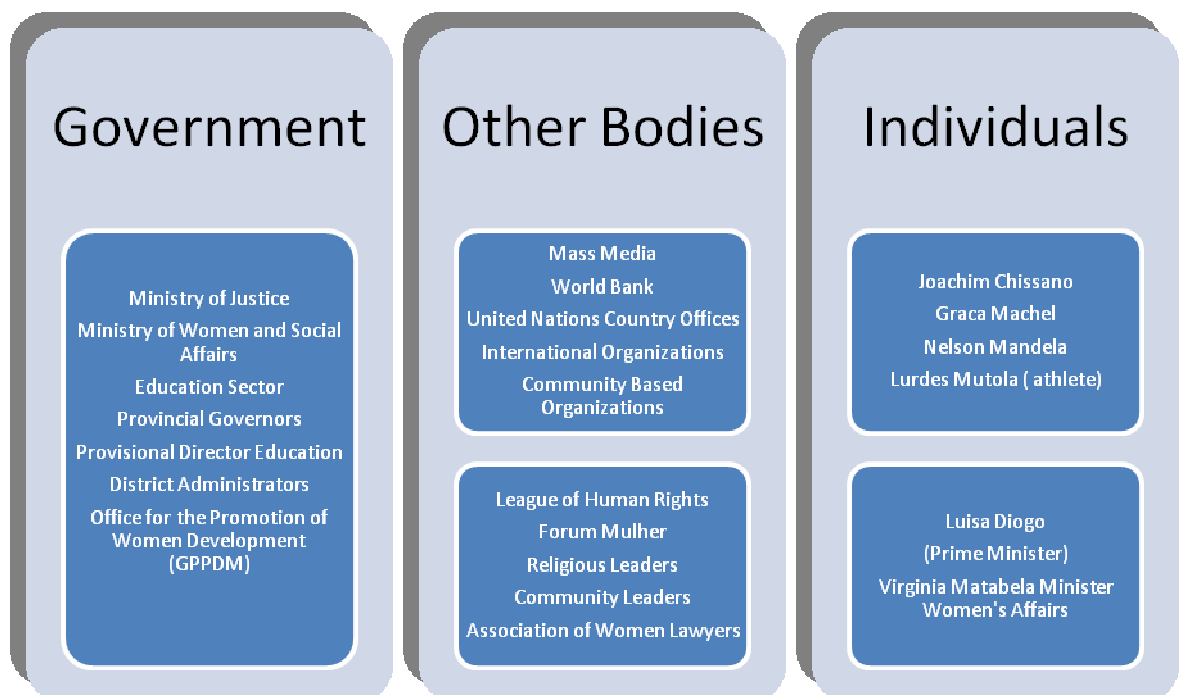 Government
Ministry of Justice
Ministry of Women and Social
Affairs
Education Sector
Provincial Governors
Provisional Director Education
District Administrators
Office for the Promotion of
Women Development
(GPPDM)
Other Bodies
Mass Media
World Bank
United Nations Country Offices
International Organizations
Community Based
Organizations
League of Human Rights
Forum Mulher
Religious Leaders
Community Leaders
Association of Women Lawyers
Individuals
Joachim Chissano
Graca Machel
Nelson Mandela
Lurdes Mutola ( athlete)
Luisa Diogo
(Prime Minister)
Virginia Matabela Minister
Women's Affairs